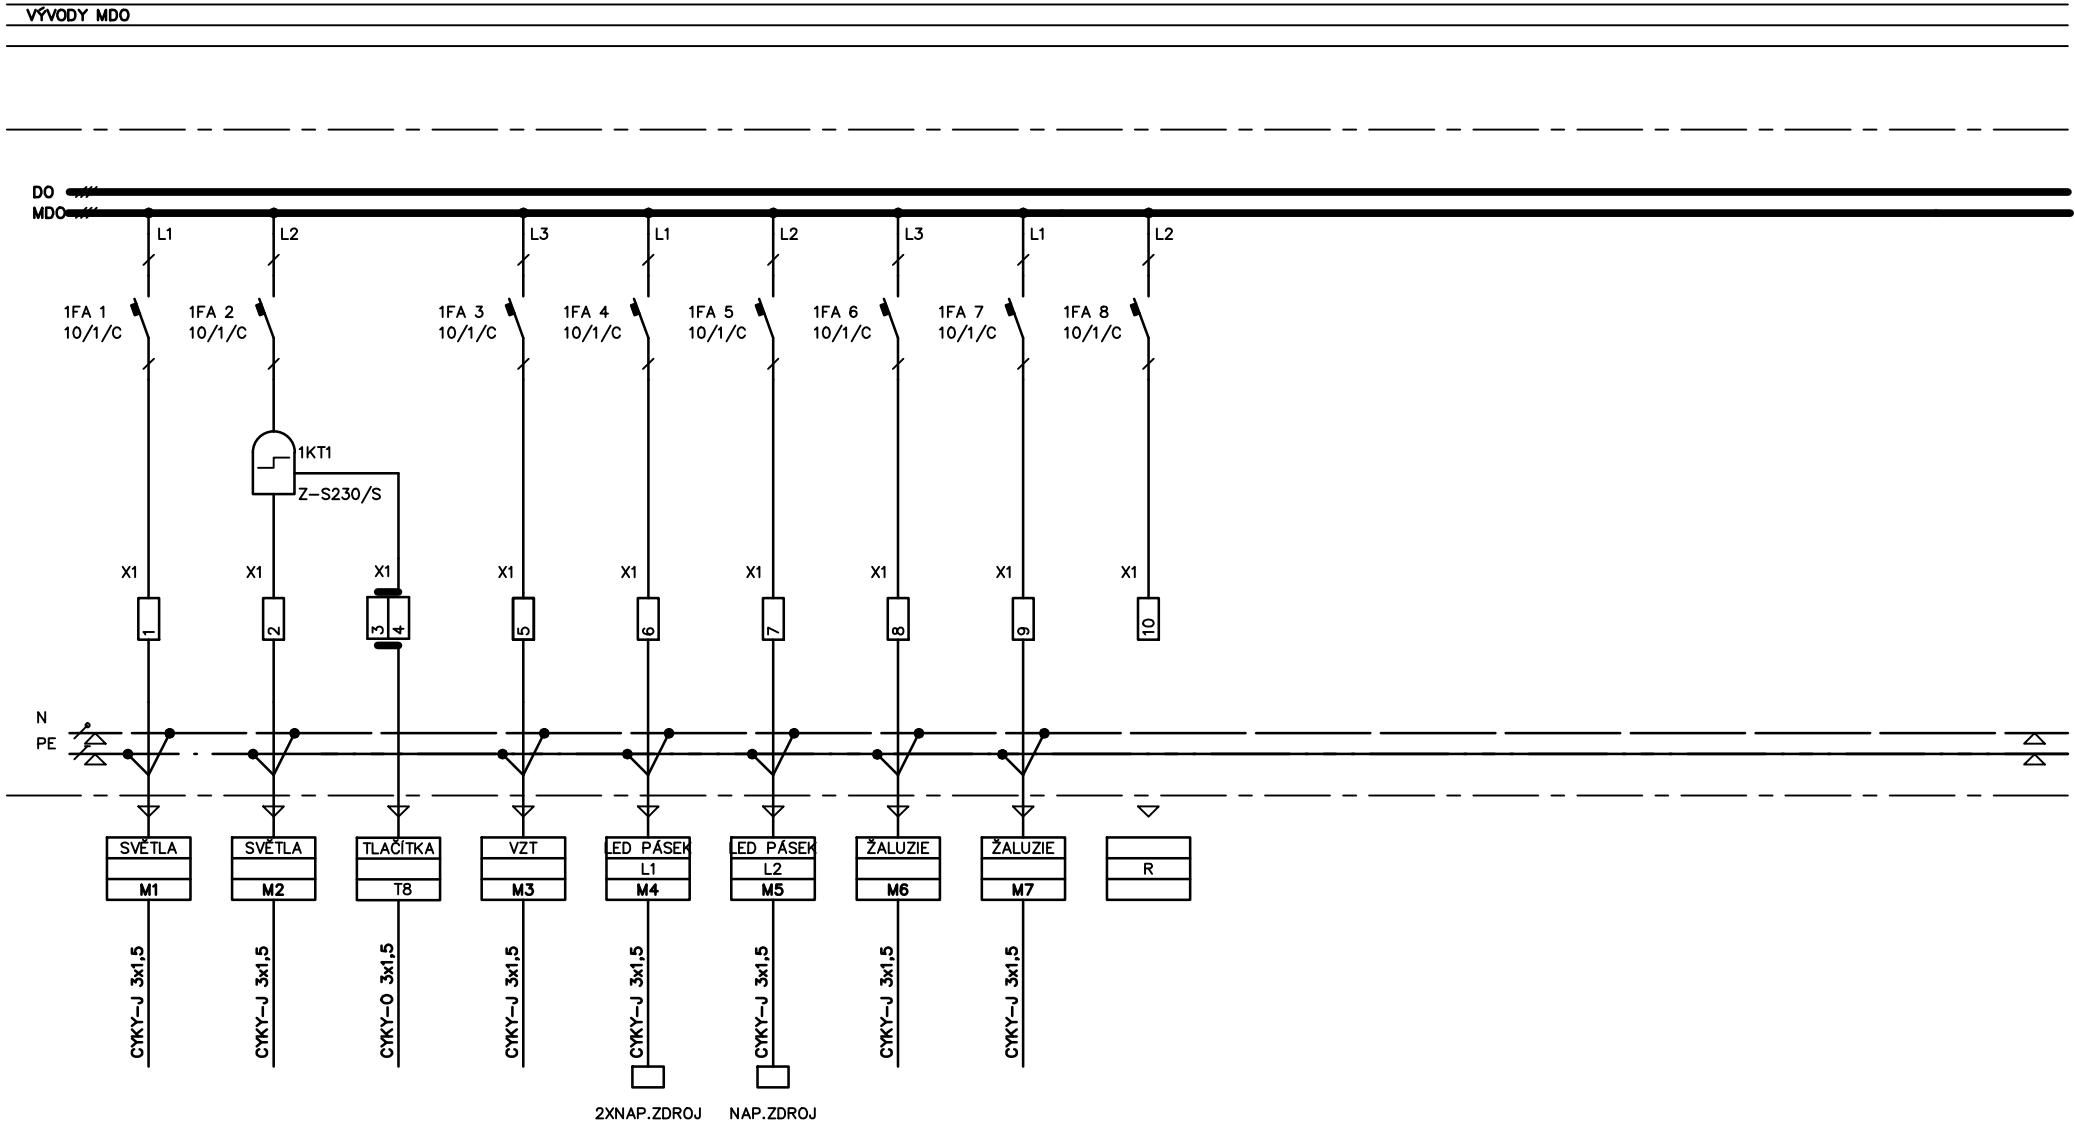 VÝVODY MDO
DO
MDO
L1 L2 L3 L1 L2 L3 L1 L2
1FA 1 1FA 2 1FA 3 1FA 4 1FA 5 1FA 6 1FA 7 1FA 8
10/1/C 10/1/C 10/1/C 10/1/C 10/1/C 10/1/C 10/1/C 10/1/C
1KT1
Z-S230/S
X1 X1 X1 X1 X1 X1 X1 X1 X1
1 2 3 4 5 6 7 8 9 10
N
PE
SVĚTLA SVĚTLA TLAČÍTKA VZT LED PÁSEK LED PÁSEK ŽALUZIE ŽALUZIE
L1 L2 R
M1 M2 T8 M3 M4 M5 M6 M7
CYKY-J 3x1,5 CYKY-J 3x1,5 CYKY-O 3x1,5 CYKY-J 3x1,5 CYKY-J 3x1,5 CYKY-J 3x1,5 CYKY-J 3x1,5 CYKY-J 3x1,5
2XNAP.ZDROJ NAP.ZDROJ